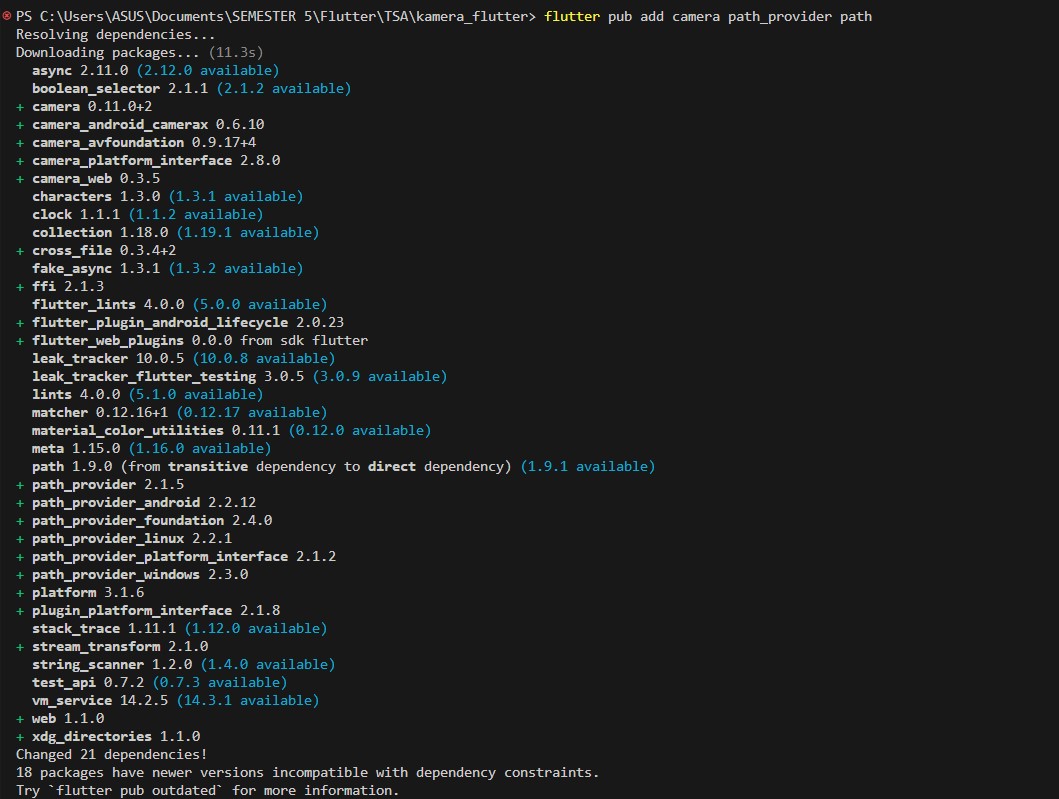 PS C:\Users\ASUS\Documents\SEMESTER 5\Flutter\TSA\kamera_flutter> flutter pub add camera path_provider path
Resolving dependencies...
Downloading packages... (11.3s)
  async 2.11.0 (2.12.0 available)
  boolean_selector 2.1.1 (2.1.2 available)
+ camera 0.11.0+2
+ camera_android_camerax 0.6.10
+ camera_avfoundation 0.9.17+4
+ camera_platform_interface 2.8.0
+ camera_web 0.3.5
  characters 1.3.0 (1.3.1 available)
  clock 1.1.1 (1.1.2 available)
  collection 1.18.0 (1.19.1 available)
+ cross_file 0.3.4+2
  fake_async 1.3.1 (1.3.2 available)
+ ffi 2.1.3
  flutter_lints 4.0.0 (5.0.0 available)
+ flutter_plugin_android_lifecycle 2.0.23
+ flutter_web_plugins 0.0.0 from sdk flutter
  leak_tracker 10.0.5 (10.0.8 available)
  leak_tracker_flutter_testing 3.0.5 (3.0.9 available)
  lints 4.0.0 (5.1.0 available)
  matcher 0.12.16+1 (0.12.17 available)
  material_color_utilities 0.11.1 (0.12.0 available)
  meta 1.15.0 (1.16.0 available)
  path 1.9.0 (from transitive dependency to direct dependency) (1.9.1 available)
+ path_provider 2.1.5
+ path_provider_android 2.2.12
+ path_provider_foundation 2.4.0
+ path_provider_linux 2.2.1
+ path_provider_platform_interface 2.1.2
+ path_provider_windows 2.3.0
+ platform 3.1.6
+ plugin_platform_interface 2.1.8
  stack_trace 1.11.1 (1.12.0 available)
+ stream_transform 2.1.0
  string_scanner 1.2.0 (1.4.0 available)
  test_api 0.7.2 (0.7.3 available)
  vm_service 14.2.5 (14.3.1 available)
+ web 1.1.0
+ xdg_directories 1.1.0
Changed 21 dependencies!
18 packages have newer versions incompatible with dependency constraints.
Try `flutter pub outdated` for more information.